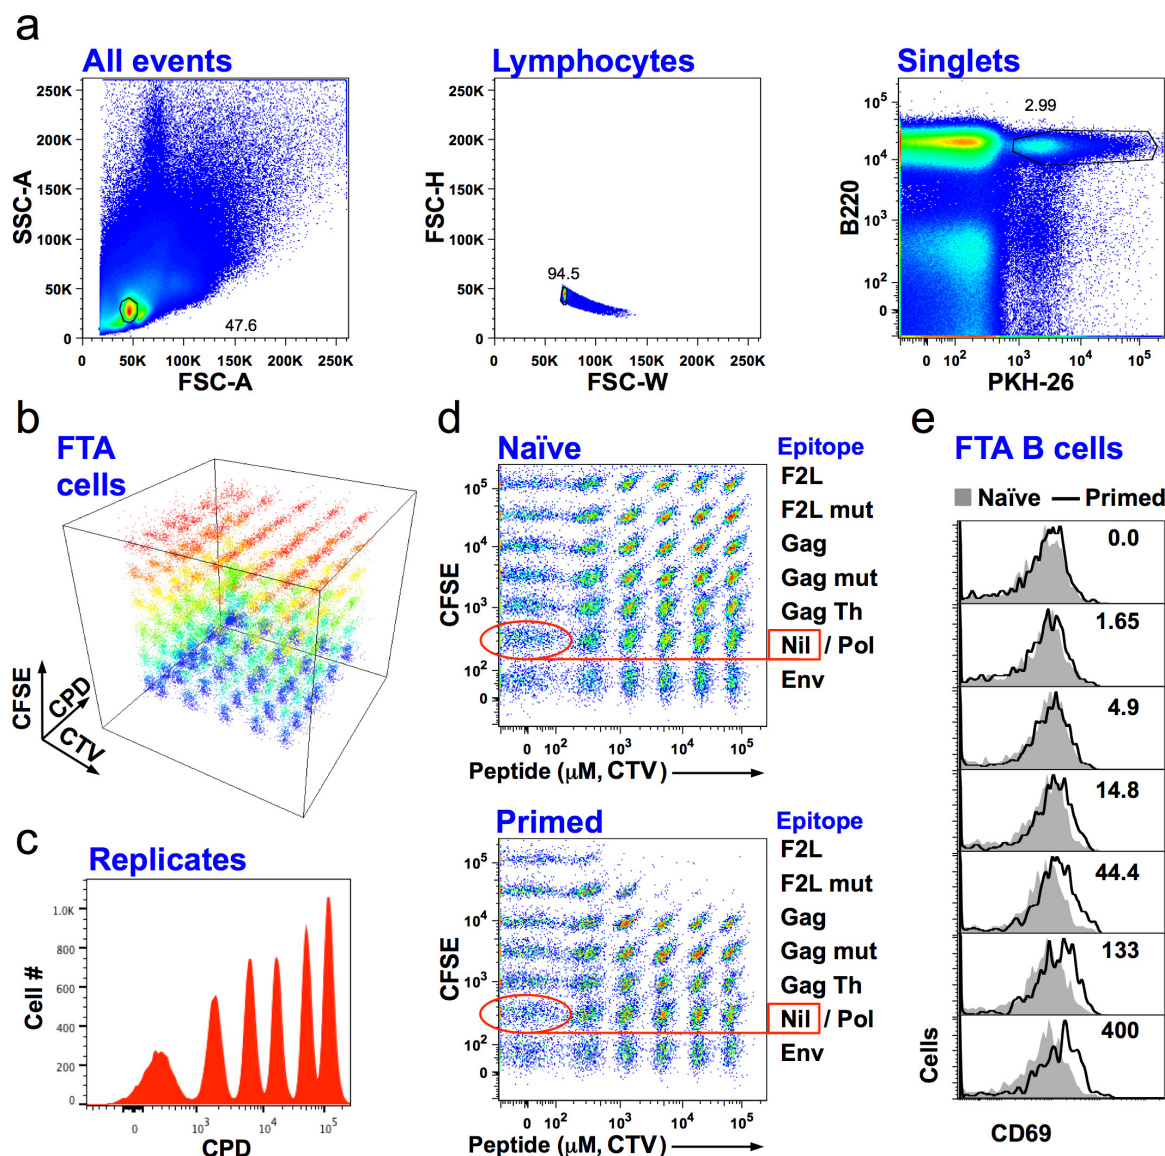 a
All events
250K
200K
150K
100K
50K
0
SSC-A
47.6
0 50K 100K 150K 200K 250K
FSC-A
Lymphocytes
250K
200K
150K
100K
50K
0
FSC-H
94.5
0 50K 100K 150K 200K 250K
FSC-W
Singlets
10⁵
10⁴
10³
10²
0
B220
2.99
0 10² 10³ 10⁴ 10⁵
PKH-26
b
FTA
cells
CFSE
CPD
CTV
c
Replicates
1.0K
800
600
400
200
0
Cell #
0 10³ 10⁴ 10⁵
CPD
d
Naïve
10⁵
10⁴
10³
10²
0
CFSE
0 10² 10³ 10⁴ 10⁵
Peptide (µM, CTV)
Epitope
F2L
F2L mut
Gag
Gag mut
Gag Th
Nil / Pol
Env
Primed
10⁵
10⁴
10³
10²
0
CFSE
0 10² 10³ 10⁴ 10⁵
Peptide (µM, CTV)
Epitope
F2L
F2L mut
Gag
Gag mut
Gag Th
Nil / Pol
Env
e
FTA B cells
Naïve Primed
0.0
1.65
4.9
14.8
44.4
133
400
Cells
CD69